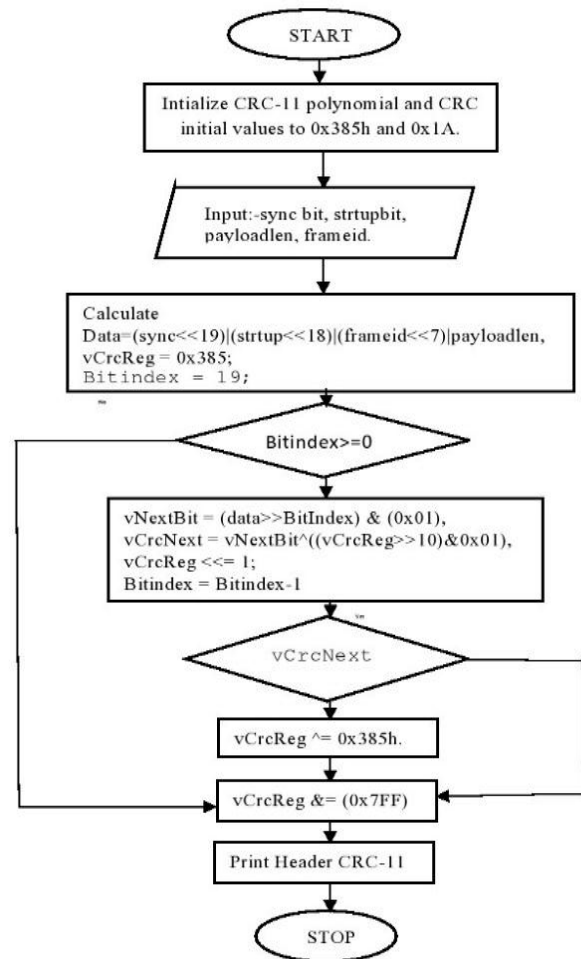 START
Intialize CRC-11 polynomial and CRC
initial values to 0x385h and 0x1A.
Input:-sync bit, strtupbit,
payloadlen, frameid.
Calculate
Data=(sync<<19)|(strtup<<18)|(frameid<<7)|payloadlen,
vCrcReg = 0x385;
Bitindex = 19;
Bitindex>=0
vNextBit = (data>>BitIndex) & (0x01),
vCrcNext = vNextBit^((vCrcReg>>10)&0x01),
vCrcReg <<= 1;
Bitindex = Bitindex-1
vCrcNext
vCrcReg ^= 0x385h.
vCrcReg &= (0x7FF)
Print Header CRC-11
STOP